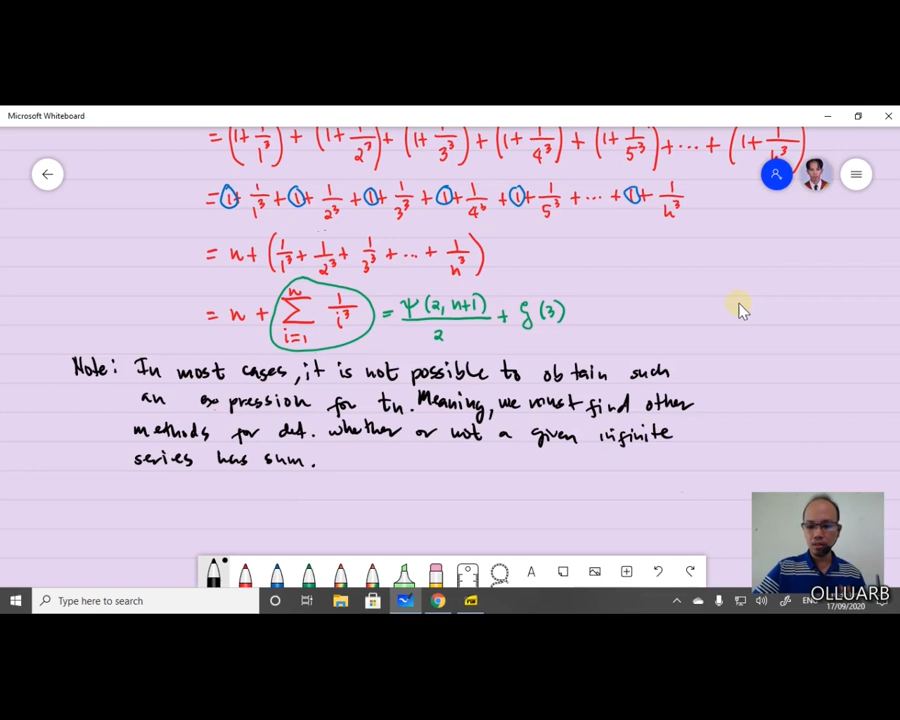 Microsoft Whiteboard
= (1+ 1/1³) + (1+ 1/2³) + (1+ 1/3³) + (1+ 1/4³) + (1+ 1/5³) + ... + (1+ 1/n³)
= 1+ 1/1³ + 1+ 1/2³ + 1+ 1/3³ + 1+ 1/4³ + 1+ 1/5³ + ... + 1+ 1/n³
= n + (1/1³ + 1/2³ + 1/3³ + ... + 1/n³)
= n + Σ_{i=1}^{n} 1/i³ = Ψ(2, n+1)/2 + ζ(3)
Note: In most cases, it is not possible to obtain such
an expression for tn. Meaning, we must find other
methods for det. whether or not a given infinite
series has sum.
A
Type here to search
ENG
OLLUARB
17/09/2020